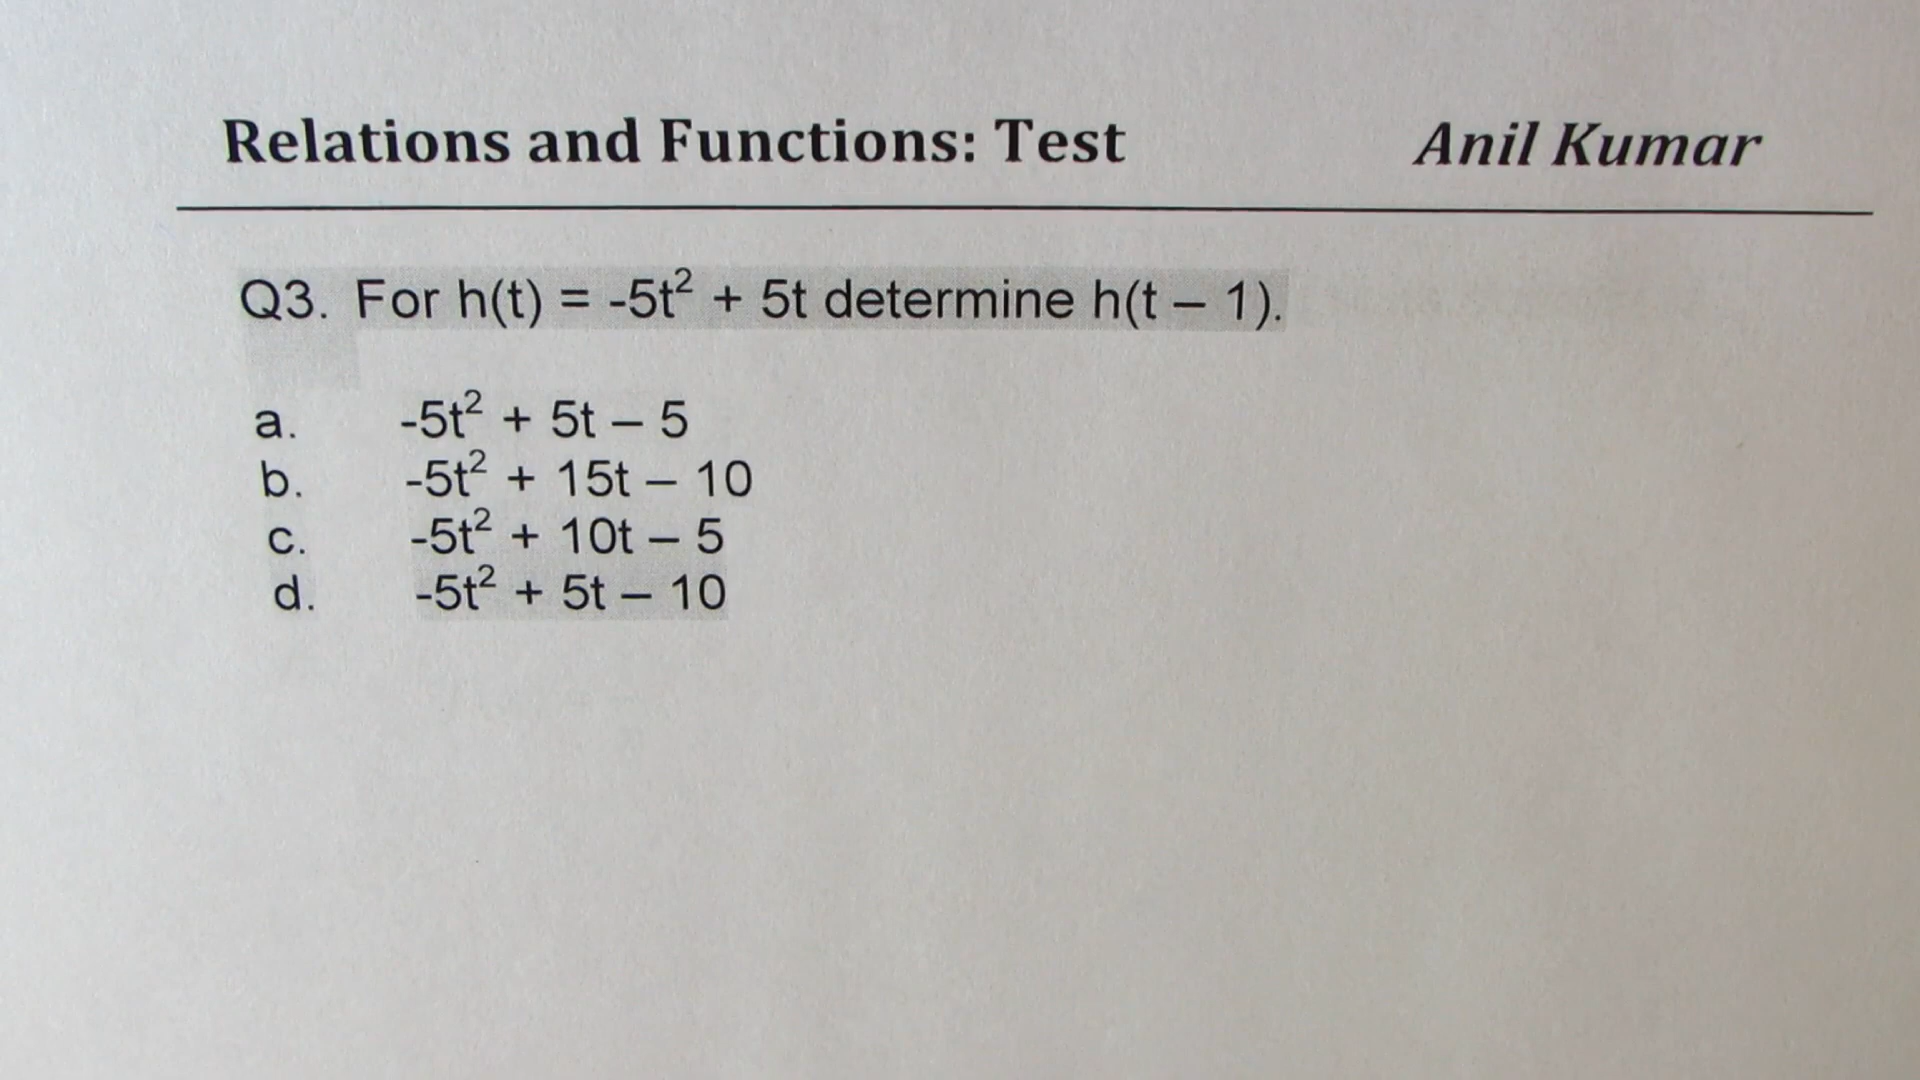 Relations and Functions: Test Anil Kumar
Q3. For h(t) = -5t² + 5t determine h(t – 1).
a. -5t² + 5t – 5
b. -5t² + 15t – 10
c. -5t² + 10t – 5
d. -5t² + 5t – 10